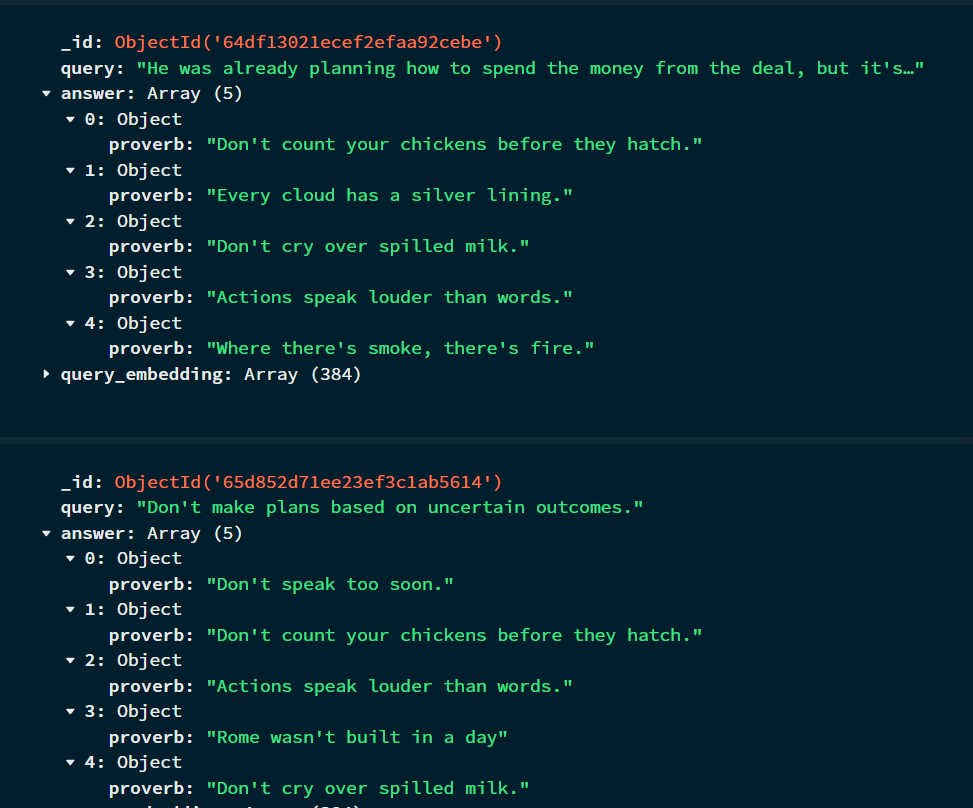 _id: ObjectId('64df13021ecef2efaa92cebe')
query: "He was already planning how to spend the money from the deal, but it's…"
answer: Array (5)
0: Object
proverb: "Don't count your chickens before they hatch."
1: Object
proverb: "Every cloud has a silver lining."
2: Object
proverb: "Don't cry over spilled milk."
3: Object
proverb: "Actions speak louder than words."
4: Object
proverb: "Where there's smoke, there's fire."
query_embedding: Array (384)
_id: ObjectId('65d852d71ee23ef3c1ab5614')
query: "Don't make plans based on uncertain outcomes."
answer: Array (5)
0: Object
proverb: "Don't speak too soon."
1: Object
proverb: "Don't count your chickens before they hatch."
2: Object
proverb: "Actions speak louder than words."
3: Object
proverb: "Rome wasn't built in a day"
4: Object
proverb: "Don't cry over spilled milk."